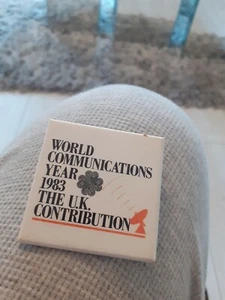 WORLD
COMMUNICATIONS
YEAR
1983
THE U.K.
CONTRIBUTION